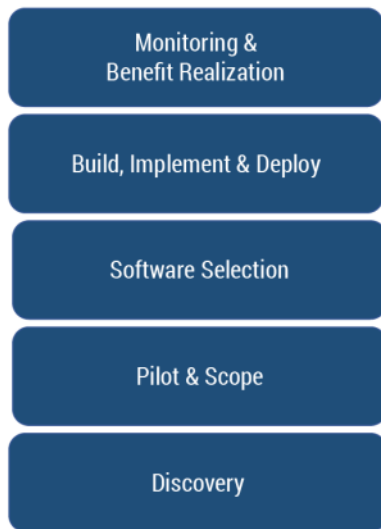 Monitoring &
Benefit Realization
Build, Implement & Deploy
Software Selection
Pilot & Scope
Discovery